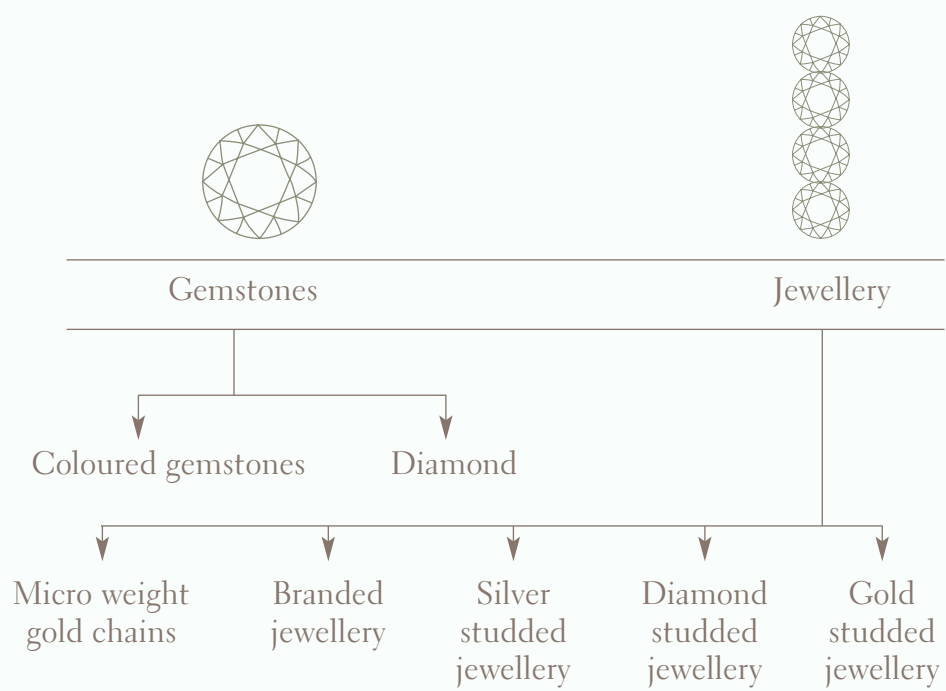 Gemstones
Jewellery
Coloured gemstones
Diamond
Micro weight
gold chains
Branded
jewellery
Silver
studded
jewellery
Diamond
studded
jewellery
Gold
studded
jewellery